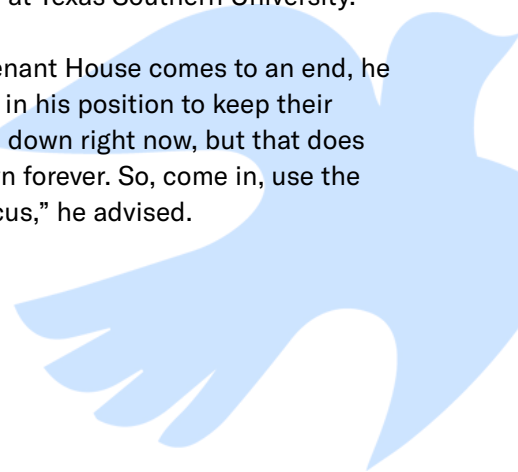 at Texas Southern University.
enant House comes to an end, he
in his position to keep their
down right now, but that does
n forever. So, come in, use the
cus,” he advised.